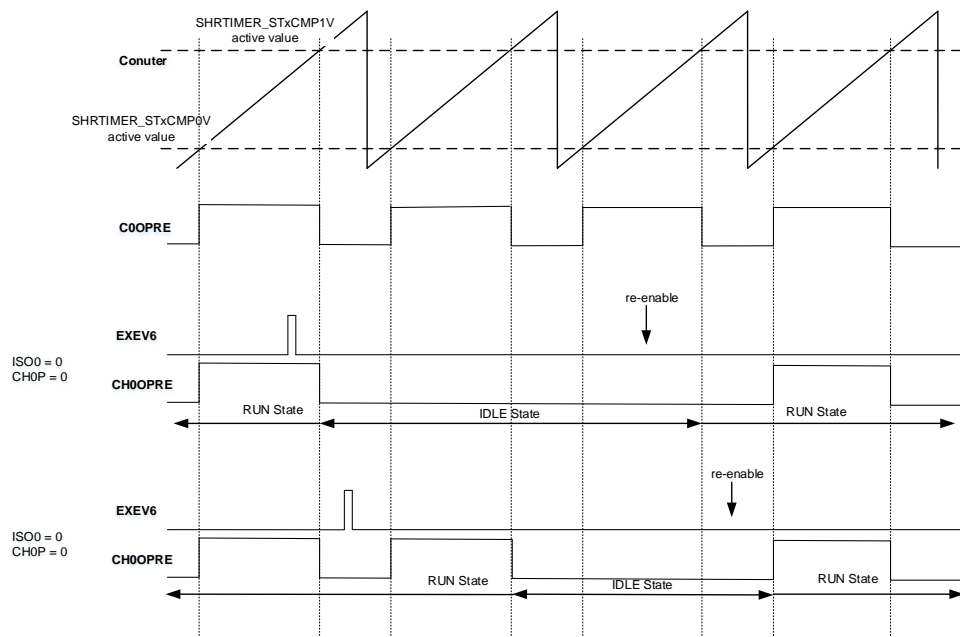 SHRTIMER_STxCMP1V
active value
Conuter
SHRTIMER_STxCMP0V
active value
C0OPRE
re-enable
EXEV6
ISO0 = 0
CH0P = 0
CH0OPRE
RUN State
IDLE State
RUN State
re-enable
EXEV6
ISO0 = 0
CH0P = 0
CH0OPRE
RUN State
IDLE State
RUN State